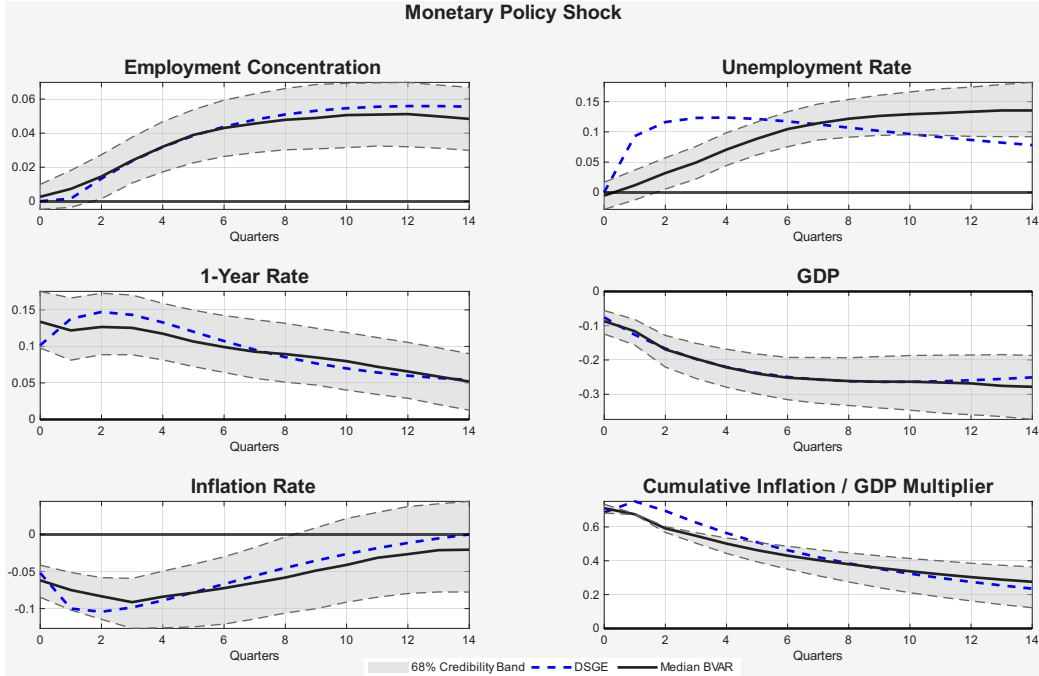 Monetary Policy Shock
Employment Concentration
0.06
0.04
0.02
0
0 2 4 6 8 10 12 14
Quarters
Unemployment Rate
0.15
0.1
0.05
0
0 2 4 6 8 10 12 14
Quarters
1-Year Rate
0.15
0.1
0.05
0
0 2 4 6 8 10 12 14
Quarters
GDP
0
-0.1
-0.2
-0.3
0 2 4 6 8 10 12 14
Quarters
Inflation Rate
0
-0.05
-0.1
0 2 4 6 8 10 12 14
Quarters
Cumulative Inflation / GDP Multiplier
0.6
0.4
0.2
0
0 2 4 6 8 10 12 14
Quarters
68% Credibility Band DSGE Median BVAR